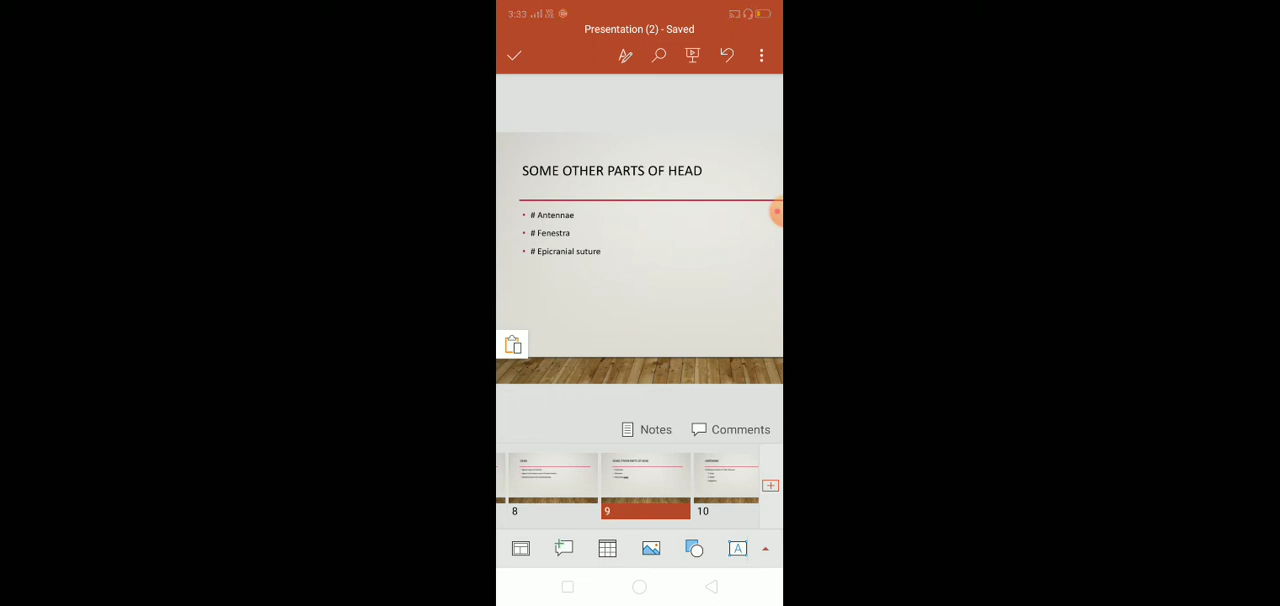 3:33
Presentation (2) - Saved
SOME OTHER PARTS OF HEAD
• # Antennae
• # Fenestra
• # Epicranial suture
Notes
Comments
8
9
10